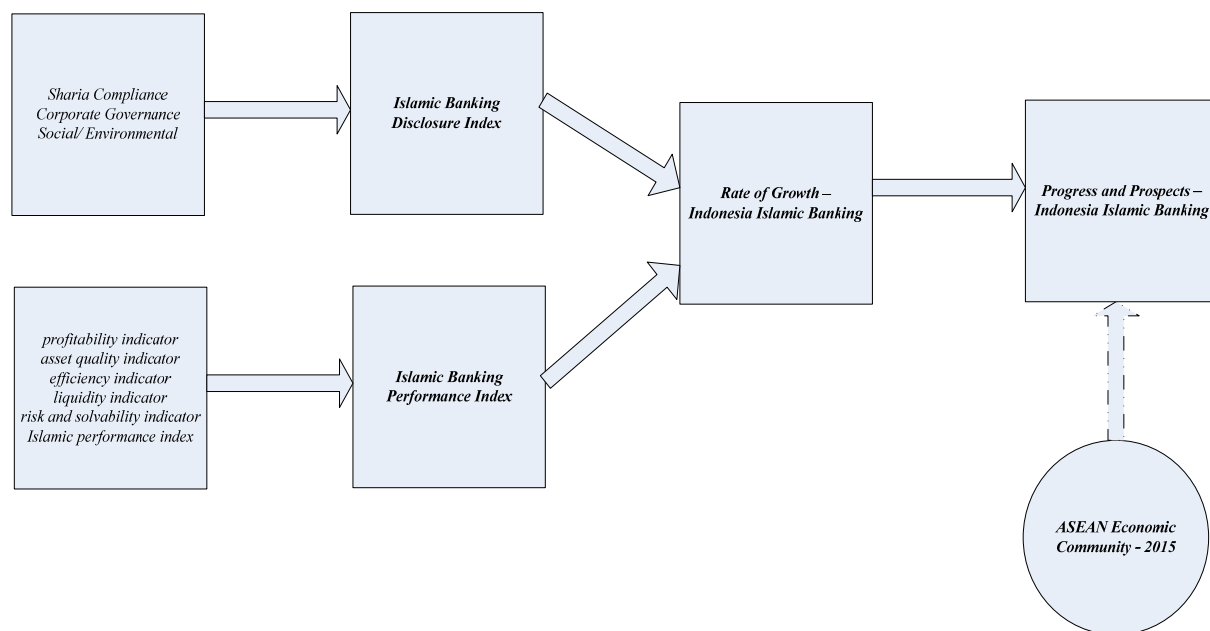 Sharia Compliance
Corporate Governance
Social/ Environmental
Islamic Banking
Disclosure Index
Rate of Growth –
Indonesia Islamic Banking
Progress and Prospects –
Indonesia Islamic Banking
profitability indicator
asset quality indicator
efficiency indicator
liquidity indicator
risk and solvability indicator
Islamic performance index
Islamic Banking
Performance Index
ASEAN Economic
Community - 2015